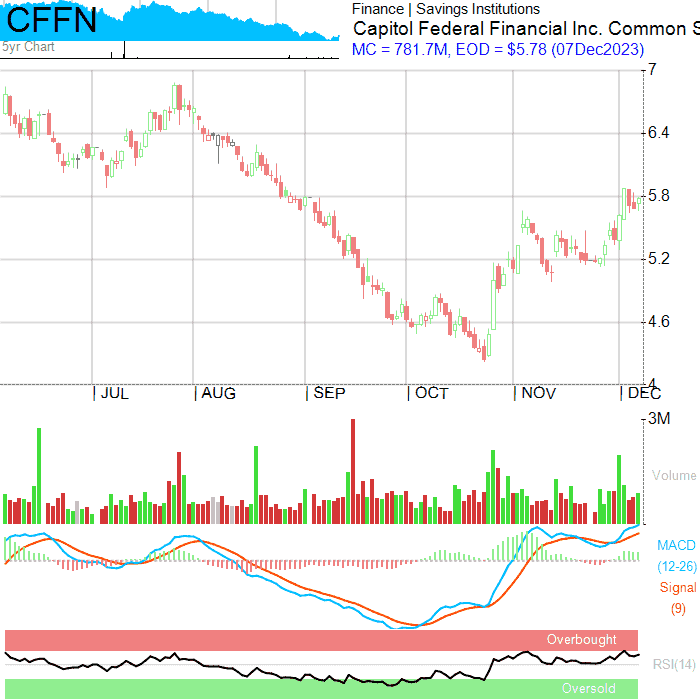 CFFN
5yr Chart
Finance | Savings Institutions
Capitol Federal Financial Inc. Common S
MC = 781.7M, EOD = $5.78 (07Dec2023)
7
6.4
5.8
5.2
4.6
4
JUL AUG SEP OCT NOV DEC
3M
Volume
MACD
(12-26)
Signal
(9)
Overbought
RSI(14)
Oversold